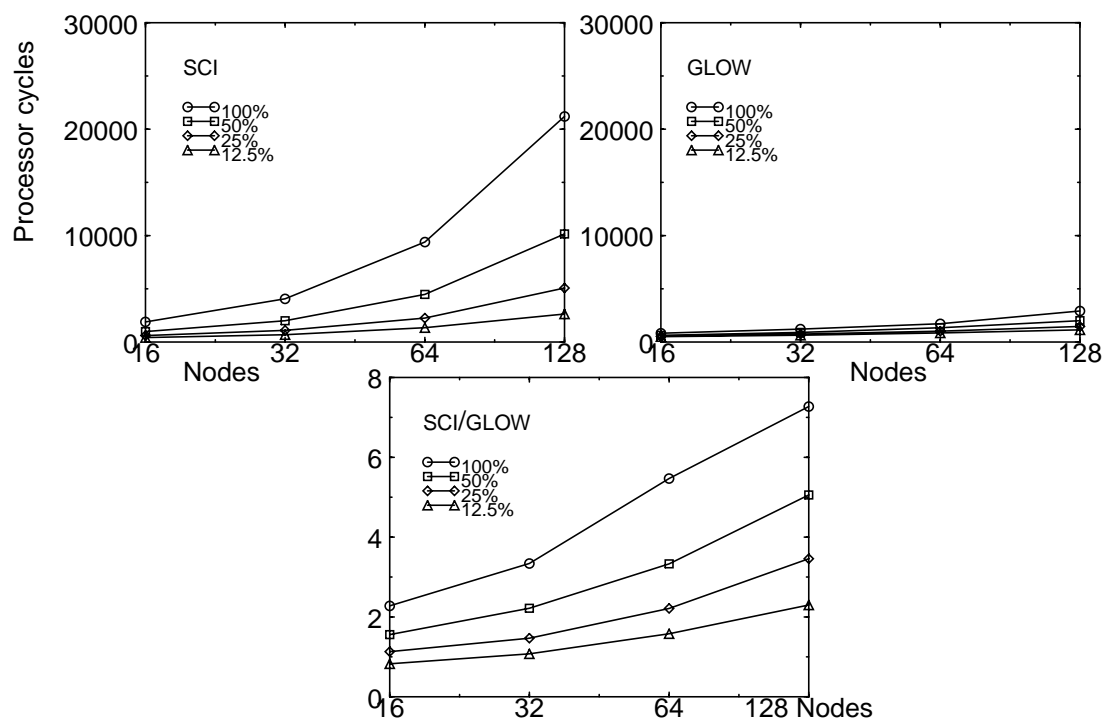 Processor cycles
30000
20000
10000
0
SCI
100%
50%
25%
12.5%
16 32 64 128
Nodes
30000
20000
10000
0
GLOW
100%
50%
25%
12.5%
16 32 64 128
Nodes
8
6
4
2
0
SCI/GLOW
100%
50%
25%
12.5%
16 32 64 128 Nodes